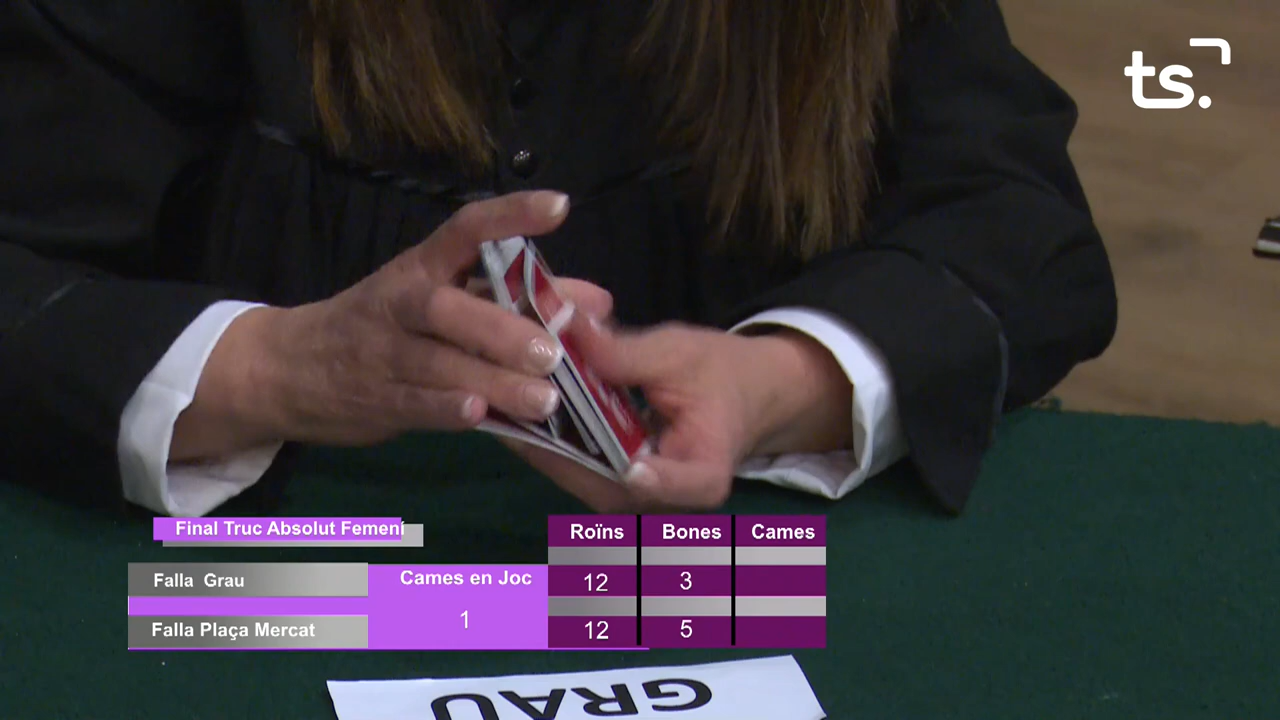 ts.
Final Truc Absolut Femení
Roïns Bones Cames
Falla Grau
Cames en Joc
12 3
1
Falla Plaça Mercat
12 5
GRAU